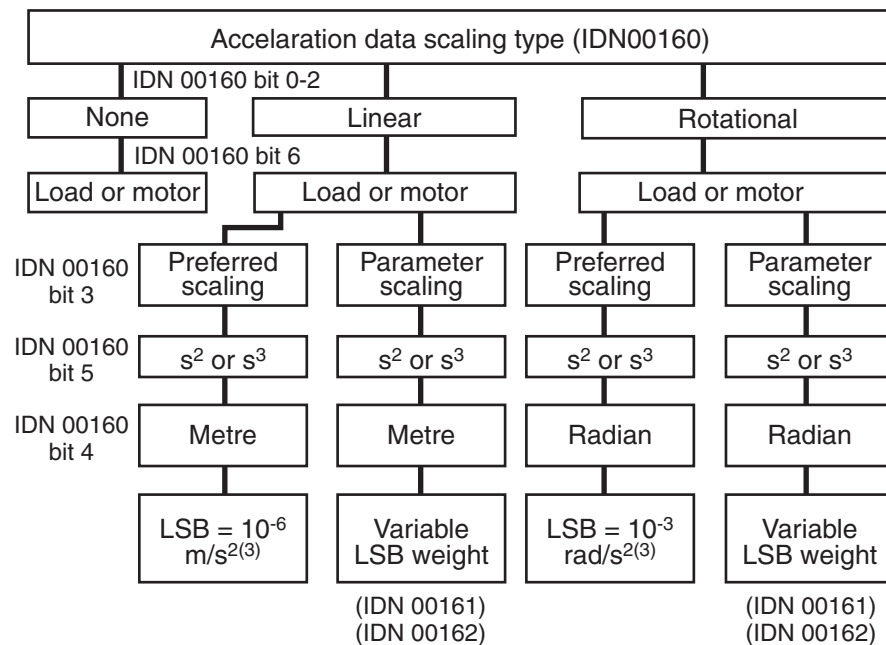 Accelaration data scaling type (IDN00160)
IDN 00160 bit 0-2
None
Linear
Rotational
IDN 00160 bit 6
Load or motor
Load or motor
Load or motor
IDN 00160
bit 3
Preferred
scaling
Parameter
scaling
Preferred
scaling
Parameter
scaling
IDN 00160
bit 5
s² or s³
s² or s³
s² or s³
s² or s³
IDN 00160
bit 4
Metre
Metre
Radian
Radian
LSB = 10⁻⁶
m/s²⁽³⁾
Variable
LSB weight
LSB = 10⁻³
rad/s²⁽³⁾
Variable
LSB weight
(IDN 00161)
(IDN 00162)
(IDN 00161)
(IDN 00162)